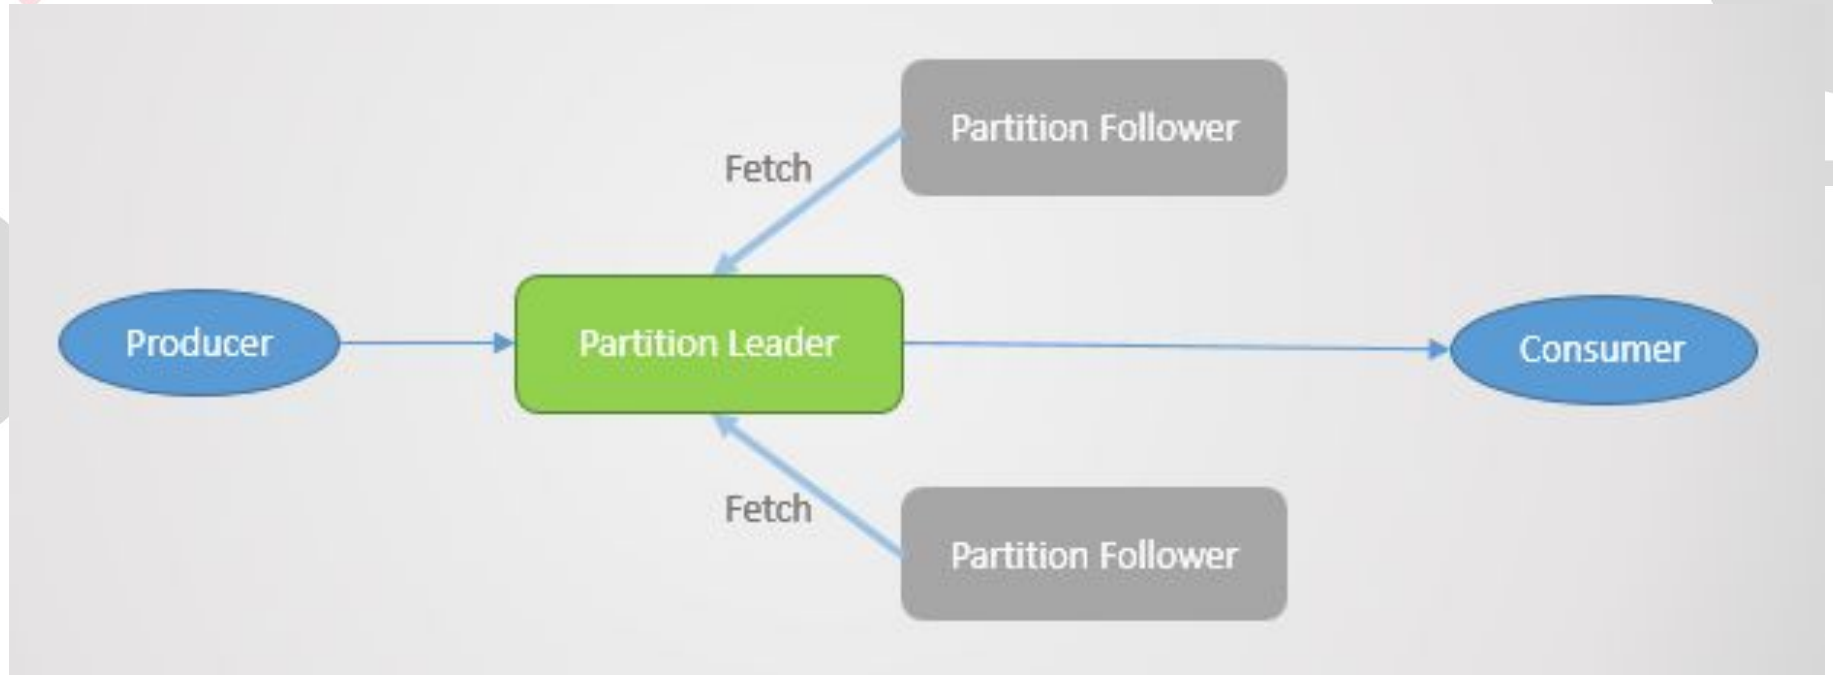 Partition Follower
Fetch
Producer
Partition Leader
Consumer
Fetch
Partition Follower